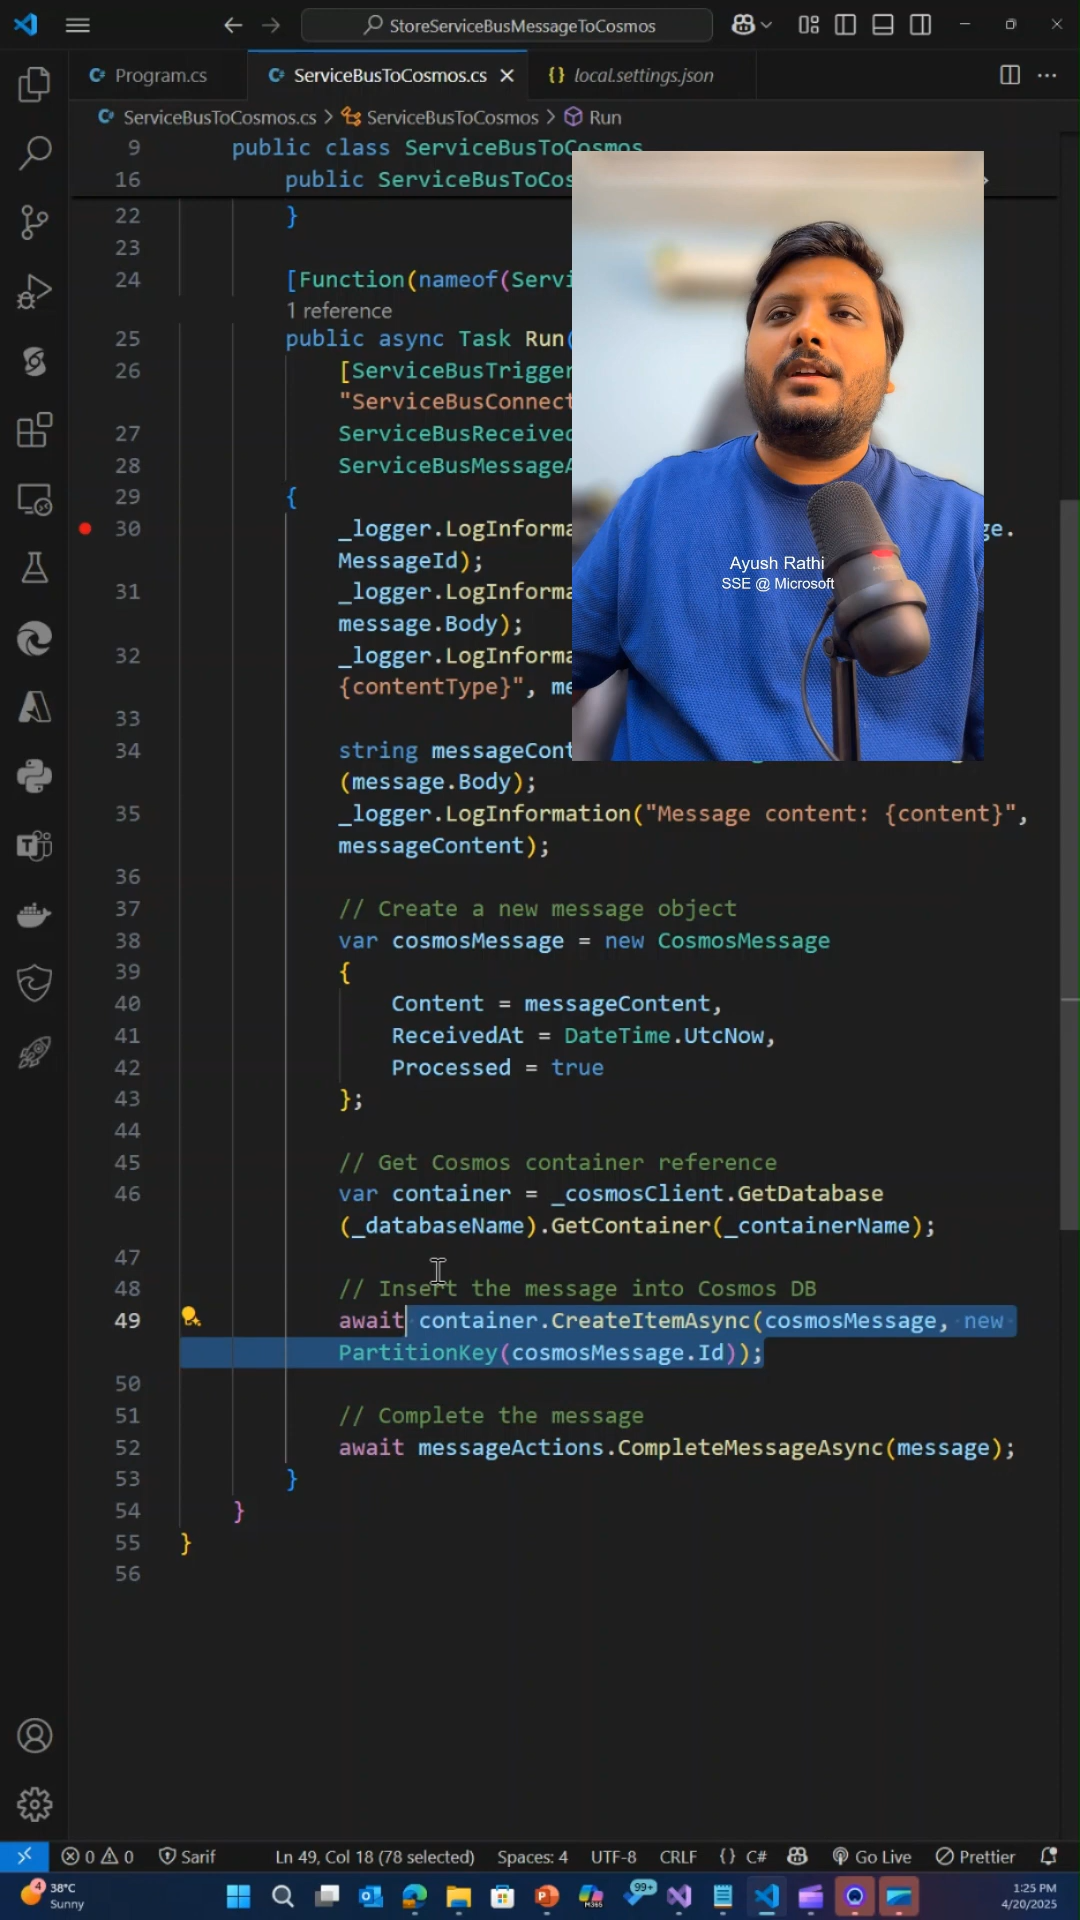 StoreServiceBusMessageToCosmos
Program.cs
ServiceBusToCosmos.cs
{} local.settings.json
ServiceBusToCosmos.cs > ServiceBusToCosmos > Run
9 public class ServiceBusToCosmos
16 public ServiceBusToCos
22 }
23
24 [Function(nameof(Servi
1 reference
25 public async Task Run(
26 [ServiceBusTrigger
"ServiceBusConnect
27 ServiceBusReceived
28 ServiceBusMessageA
29 {
30 _logger.LogInforma ge.
MessageId);
31 _logger.LogInforma
message.Body);
32 _logger.LogInforma
{contentType}", me
33
34 string messageCont
(message.Body);
35 _logger.LogInformation("Message content: {content}",
messageContent);
36
37 // Create a new message object
38 var cosmosMessage = new CosmosMessage
39 {
40 Content = messageContent,
41 ReceivedAt = DateTime.UtcNow,
42 Processed = true
43 };
44
45 // Get Cosmos container reference
46 var container = _cosmosClient.GetDatabase
(_databaseName).GetContainer(_containerName);
47
48 // Insert the message into Cosmos DB
49 await container.CreateItemAsync(cosmosMessage, new
PartitionKey(cosmosMessage.Id));
50
51 // Complete the message
52 await messageActions.CompleteMessageAsync(message);
53 }
54 }
55 }
56
Ayush Rathi
SSE @ Microsoft
0 0 Sarif Ln 49, Col 18 (78 selected) Spaces: 4 UTF-8 CRLF {} C# Go Live Prettier
4 38°C
Sunny
99+
M365
1:25 PM
4/20/2025